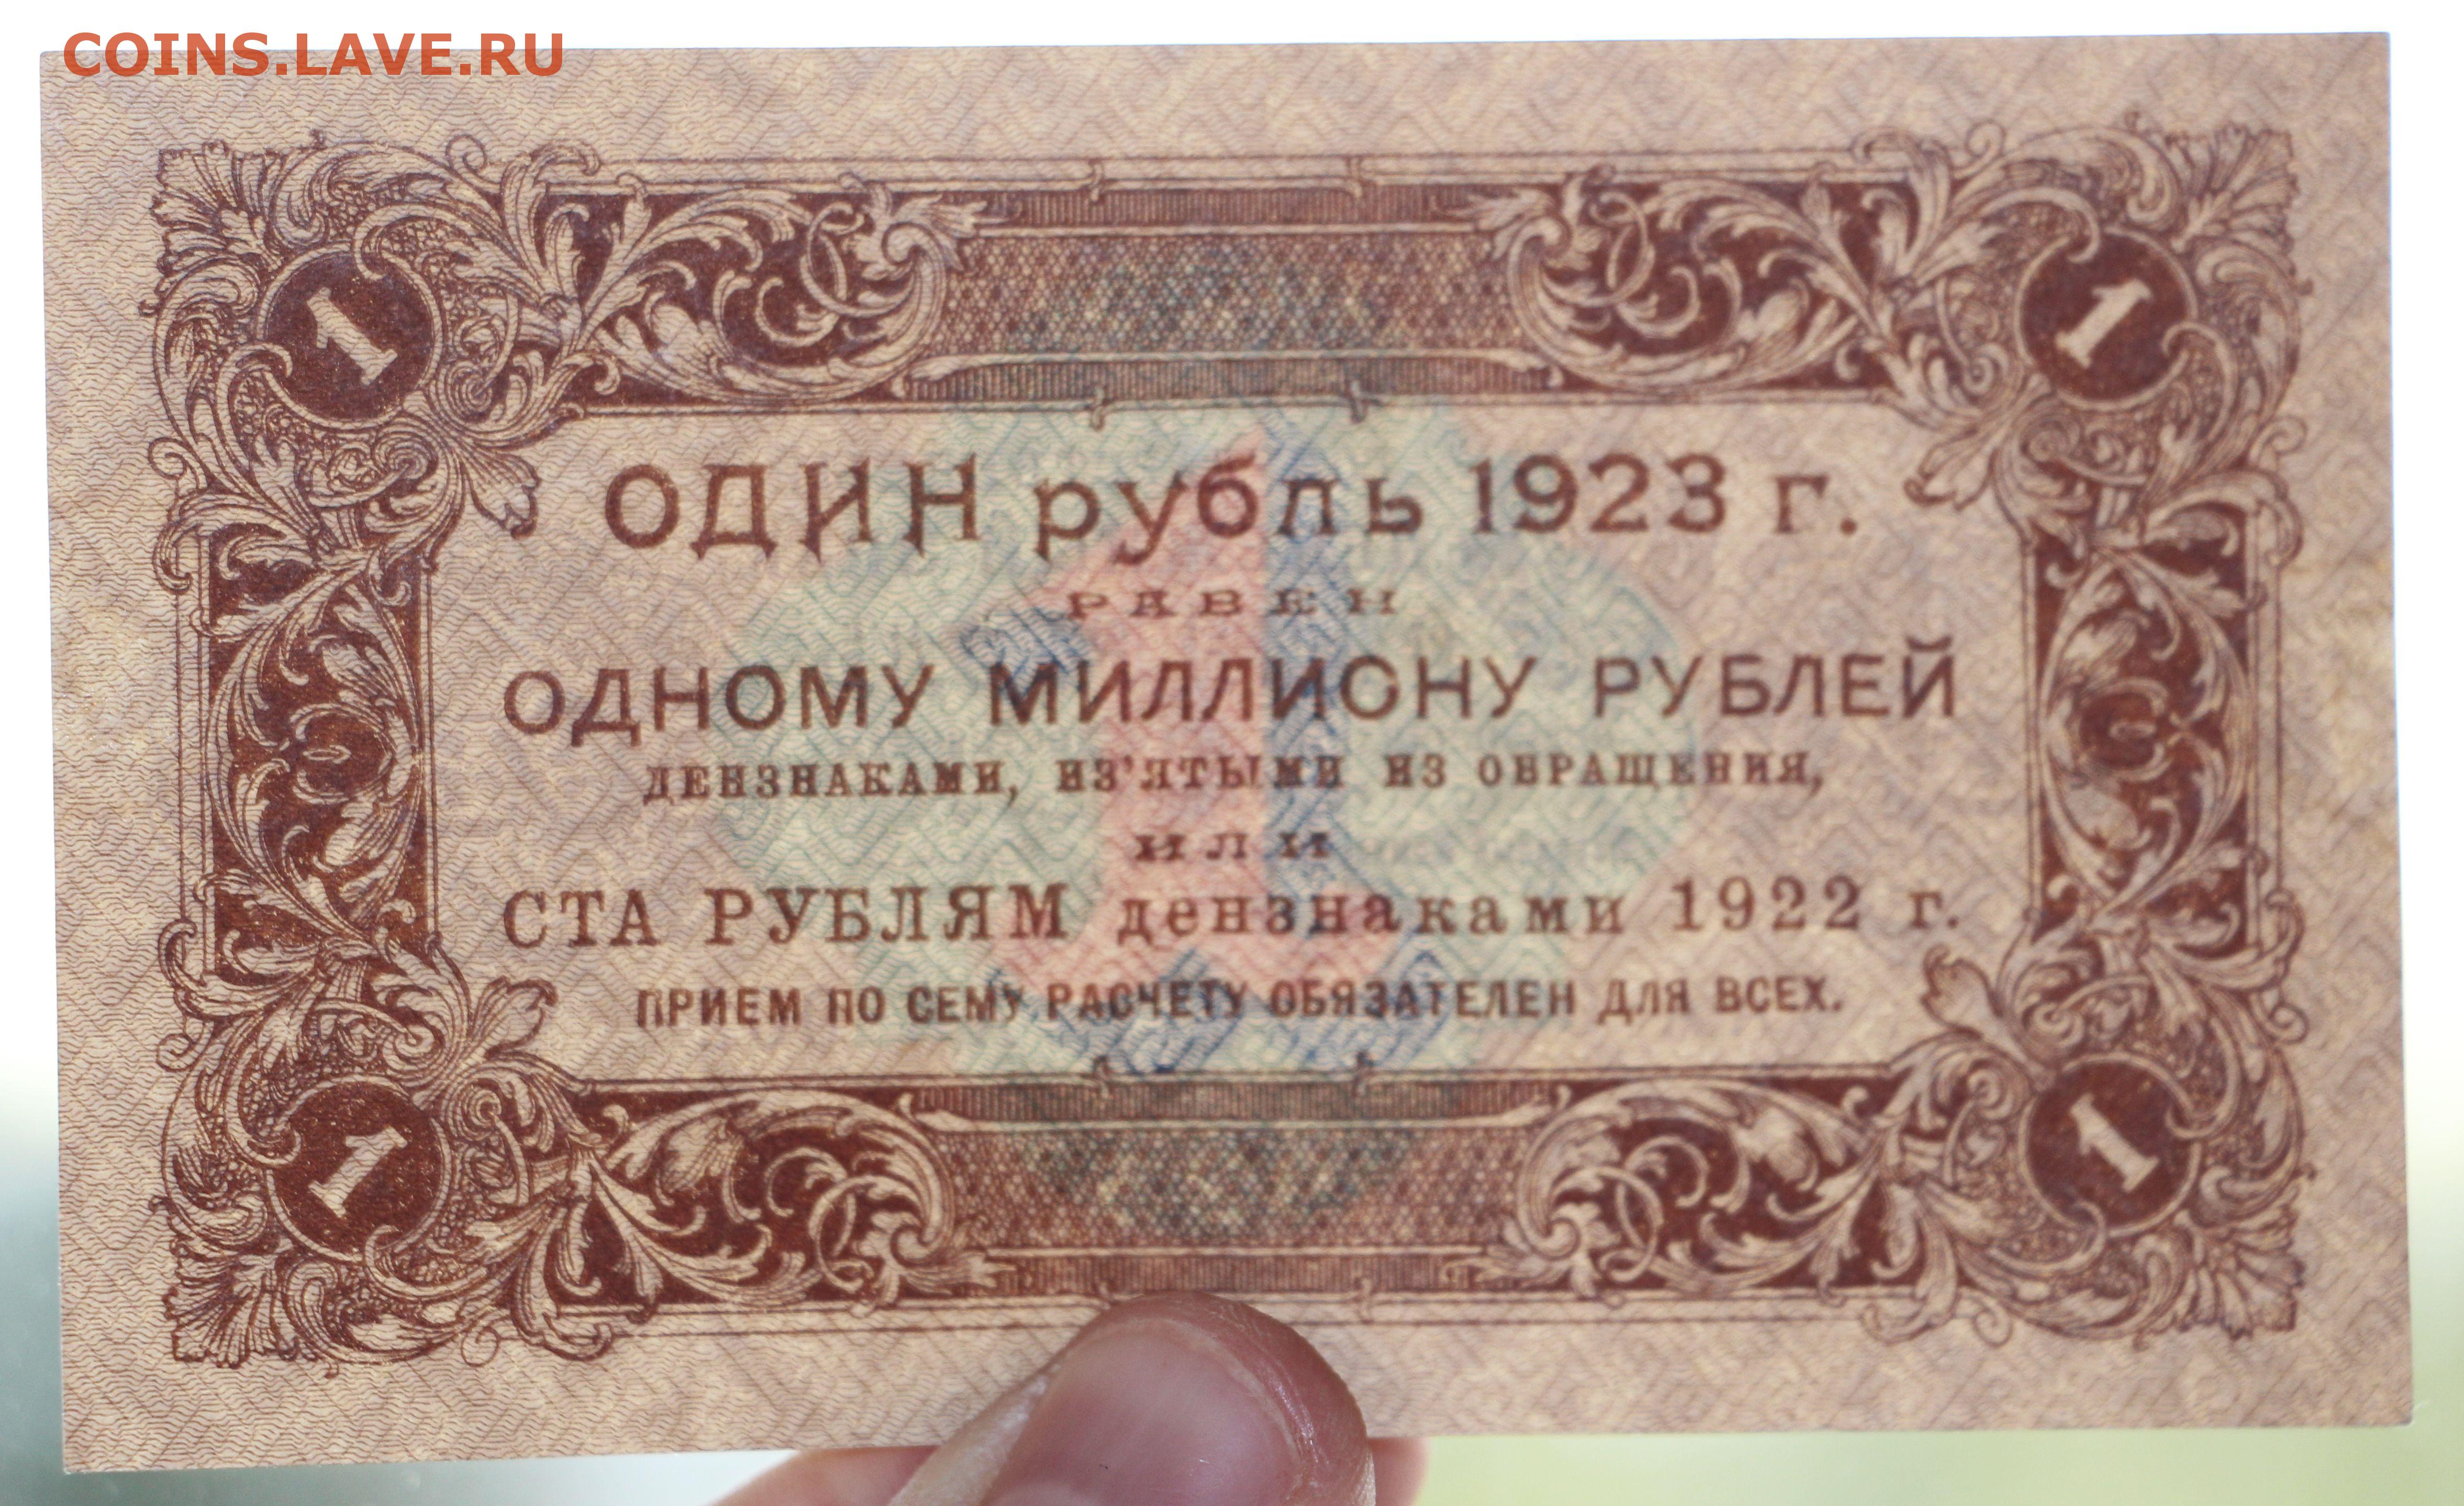 COINS.LAVE.RU
1 1
ОДИН рубль 1923 г.
РАВЕН
ОДНОМУ МИЛЛИОНУ РУБЛЕЙ
ДЕНЗНАКАМИ, ИЗ'ЯТЫМИ ИЗ ОБРАЩЕНИЯ,
ИЛИ
СТА РУБЛЯМ дензнаками 1922 г.
ПРИЕМ ПО СЕМУ РАСЧЕТУ ОБЯЗАТЕЛЕН ДЛЯ ВСЕХ.
1 1